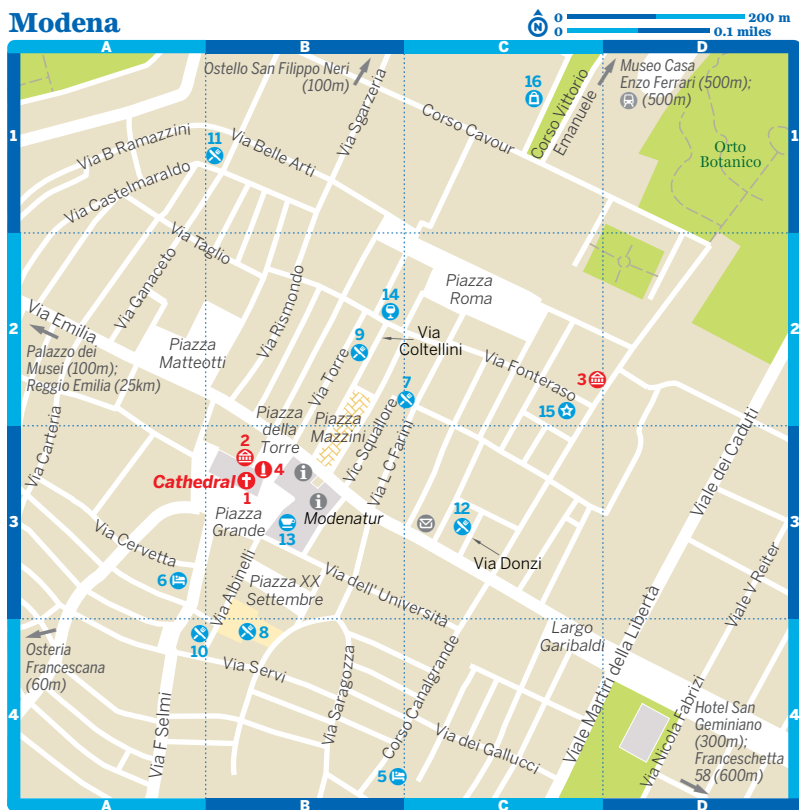 Modena
N
0 200 m
0 0.1 miles
A
B
C
D
1
1
2
2
3
3
4
4
Ostello San Filippo Neri
(100m)
Via Sgarzeria
16
Corso Vittorio
Emanuele
Museo Casa
Enzo Ferrari (500m);
(500m)
Corso Cavour
Orto
Botanico
Via B Ramazzini
11
Via Belle Arti
Via Castelmaraldo
Via Taglio
Via Ganaceto
Via Rismondo
Piazza
Roma
14
Via Emilia
Piazza
Matteotti
9
Via
Coltellini
Palazzo dei
Musei (100m);
Reggio Emilia (25km)
Via Torre
7
Via Fonteraso
3
15
Via Carteria
Piazza
della
Torre
Piazza
Mazzini
Vic Squallore
Via L C Farini
Viale dei Caduti
2
4
Cathedral
1
i
i
Modenatur
Piazza
Grande
13
12
Via Donzi
Via Cervetta
6
Via Albinelli
Piazza XX
Settembre
Via dell' Università
Viale V Reiter
Osteria
Francescana
(60m)
10
8
Via Servi
Largo
Garibaldi
Viale Martiri della Libertà
Via F Selmi
Via Saragozza
Corso Canalgrande
Via dei Gallucci
5
Via Nicola Fabrizi
Hotel San
Geminiano
(300m);
Franceschetta
58 (600m)
A
B
C
D